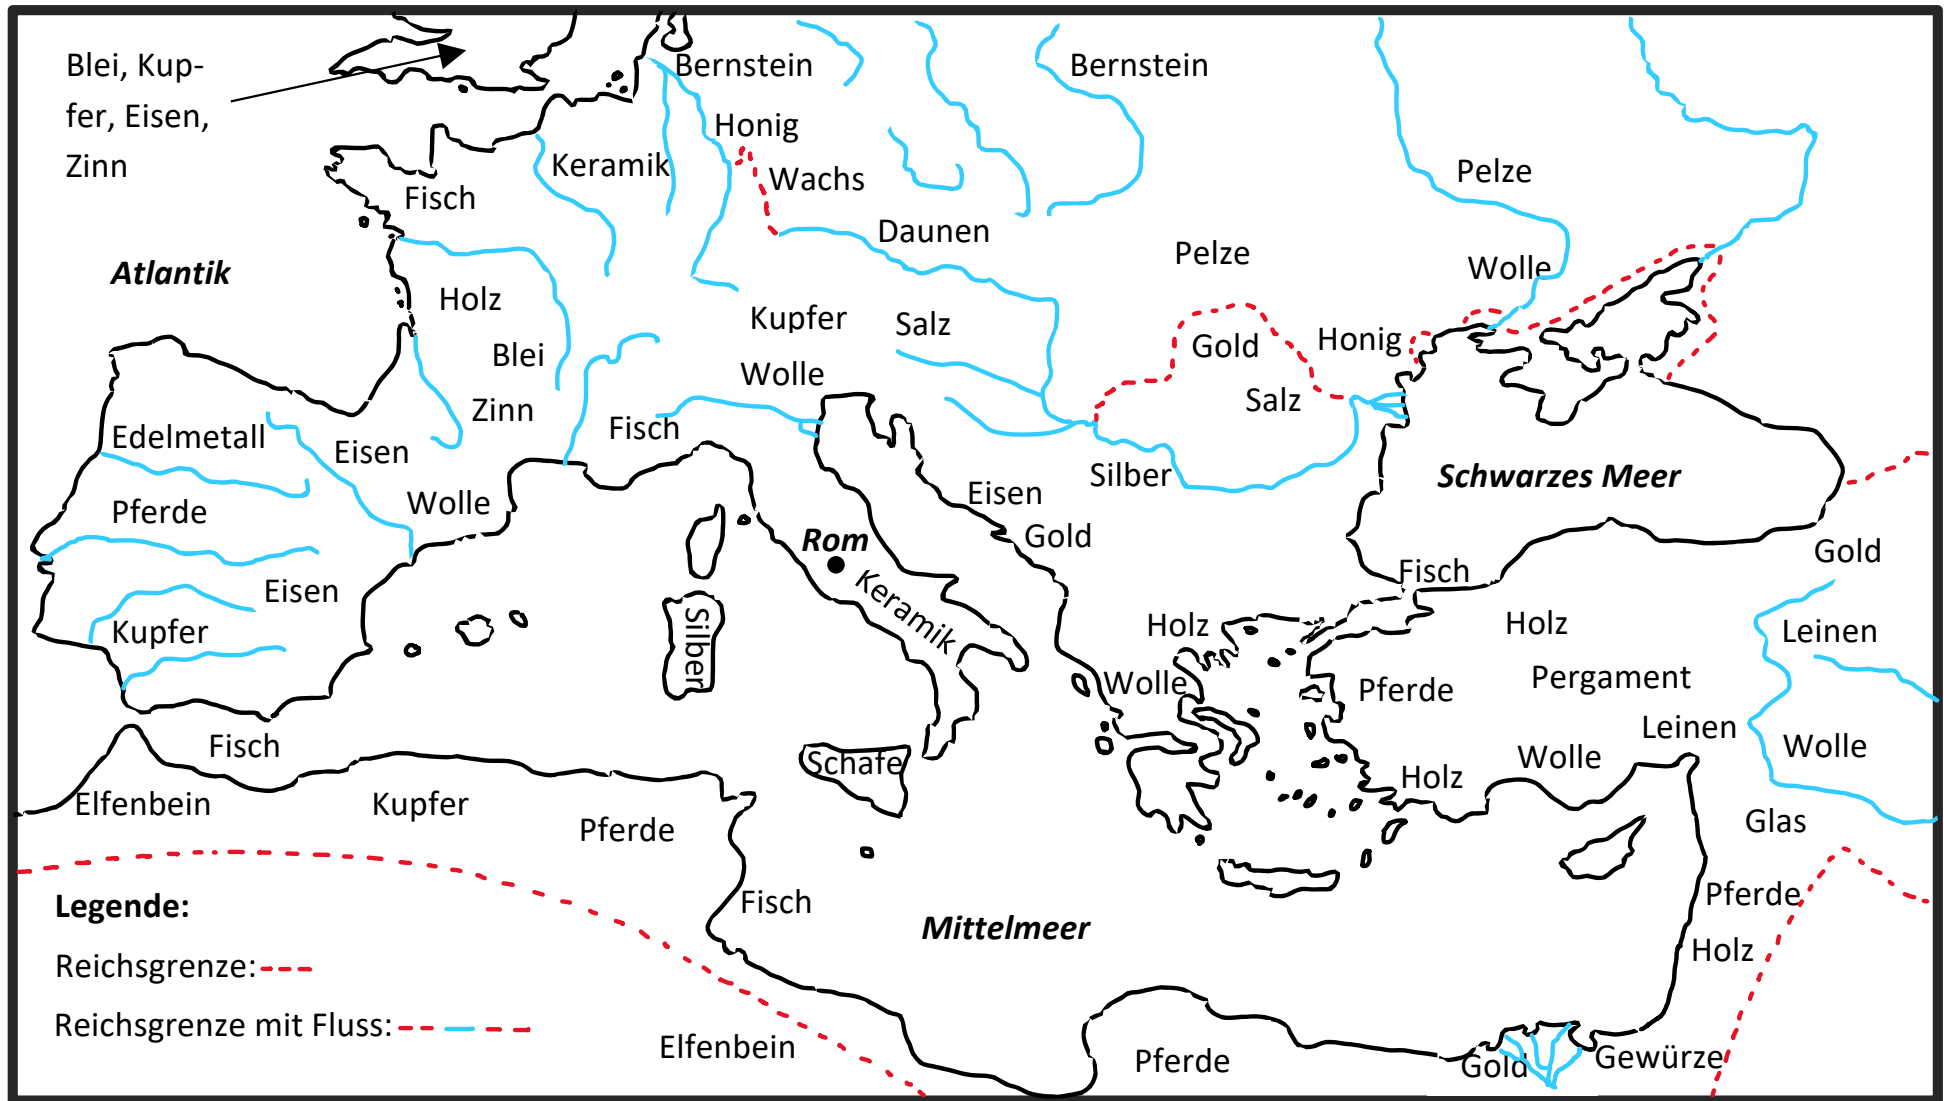 Blei, Kup-
fer, Eisen,
Zinn
Bernstein
Bernstein
Honig
Keramik
Wachs
Pelze
Fisch
Daunen
Pelze
Wolle
Atlantik
Holz
Kupfer
Salz
Gold
Honig
Blei
Wolle
Salz
Zinn
Fisch
Edelmetall
Eisen
Silber
Schwarzes Meer
Wolle
Eisen
Pferde
Gold
Rom
Gold
Fisch
Eisen
Keramik
Kupfer
Silber
Holz
Holz
Leinen
Wolle
Pferde
Pergament
Leinen
Fisch
Schafe
Wolle
Wolle
Holz
Elfenbein
Kupfer
Pferde
Glas
Fisch
Mittelmeer
Pferde
Holz
Legende:
Reichsgrenze:
Reichsgrenze mit Fluss:
Elfenbein
Pferde
Gold
Gewürze